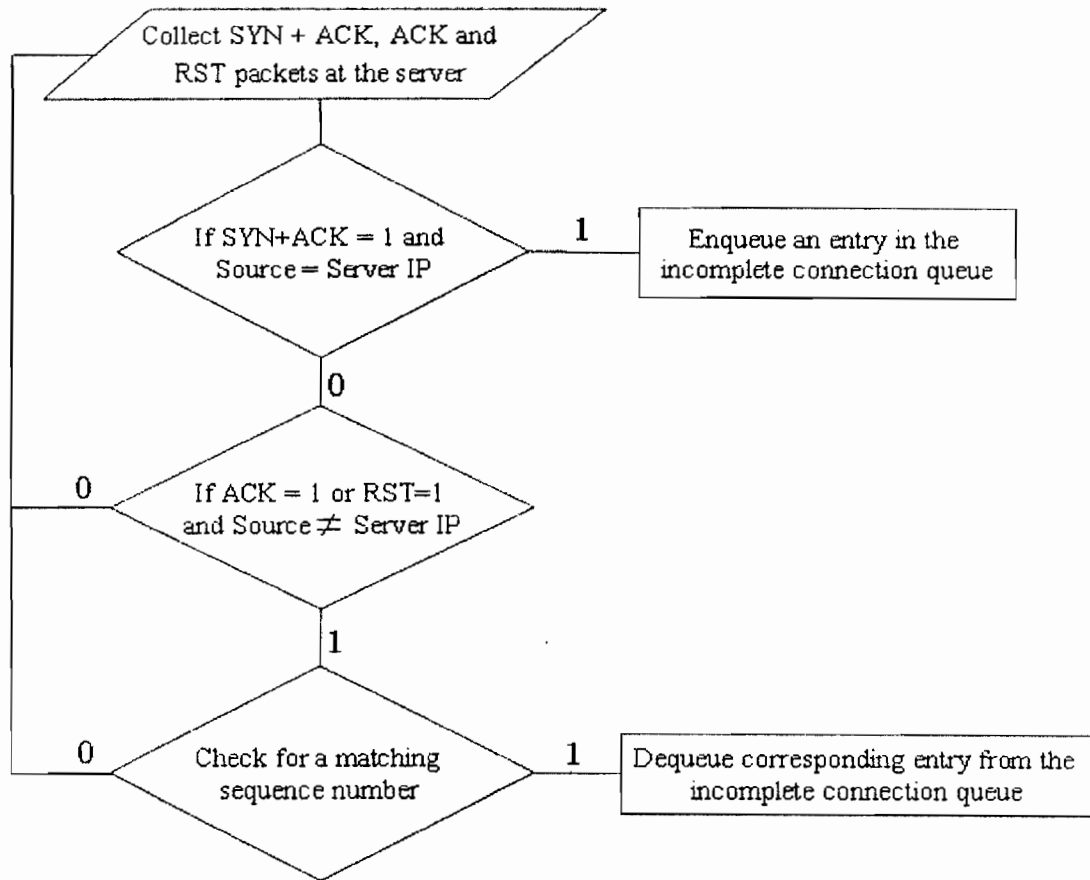 Collect SYN + ACK, ACK and
RST packets at the server
If SYN+ACK = 1 and
Source = Server IP
1
Enqueue an entry in the
incomplete connection queue
0
If ACK = 1 or RST=1
and Source ≠ Server IP
0
1
Check for a matching
sequence number
0
1
Dequeue corresponding entry from the
incomplete connection queue